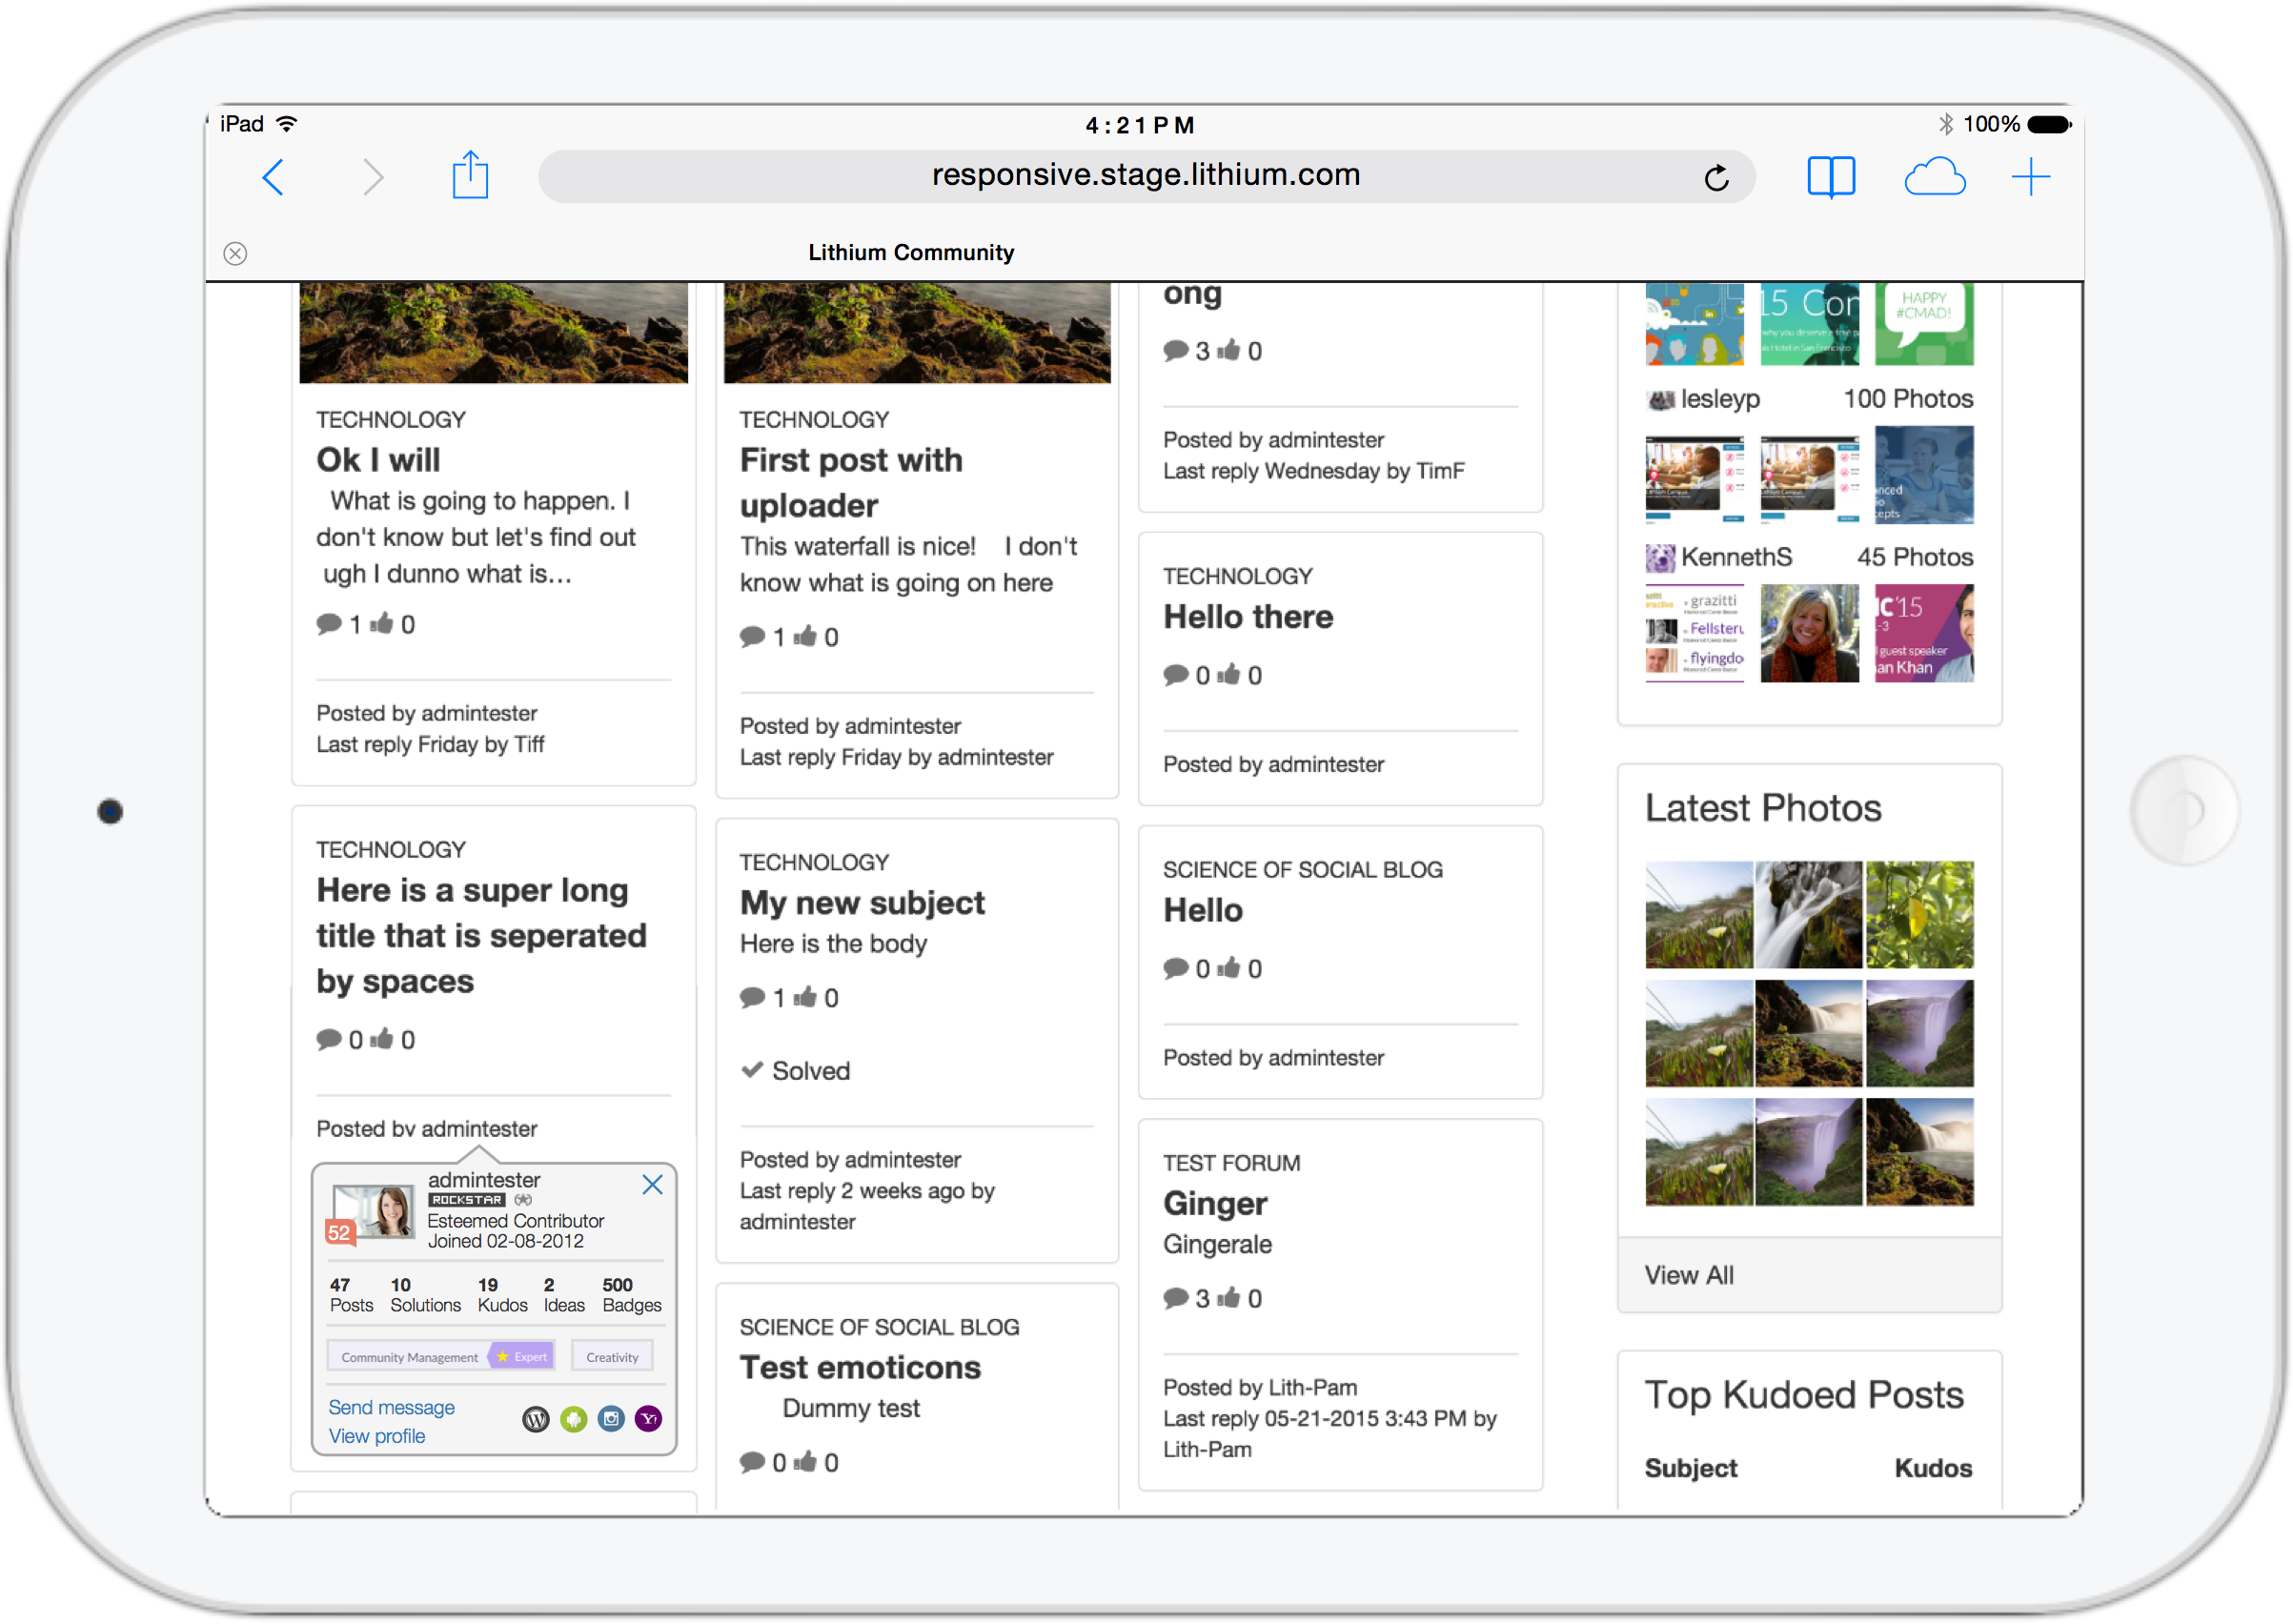 iPad
4:21PM
100%
responsive.stage.lithium.com
Lithium Community
TECHNOLOGY
Ok I will
What is going to happen. I
don't know but let's find out
ugh I dunno what is...
1 0
Posted by admintester
Last reply Friday by Tiff
TECHNOLOGY
Here is a super long
title that is seperated
by spaces
0 0
Posted by admintester
admintester
ROCKSTAR
52
Esteemed Contributor
Joined 02-08-2012
47 10 19 2 500
Posts Solutions Kudos Ideas Badges
Community Management Expert Creativity
Send message
View profile
TECHNOLOGY
First post with
uploader
This waterfall is nice! I don't
know what is going on here
1 0
Posted by admintester
Last reply Friday by admintester
TECHNOLOGY
My new subject
Here is the body
1 0
Solved
Posted by admintester
Last reply 2 weeks ago by
admintester
SCIENCE OF SOCIAL BLOG
Test emoticons
Dummy test
0 0
ong
3 0
Posted by admintester
Last reply Wednesday by TimF
TECHNOLOGY
Hello there
0 0
Posted by admintester
SCIENCE OF SOCIAL BLOG
Hello
0 0
Posted by admintester
TEST FORUM
Ginger
Gingerale
3 0
Posted by Lith-Pam
Last reply 05-21-2015 3:43 PM by
Lith-Pam
15 Cor
why you deserve a
HAPPY
#CMAD!
lesleyp 100 Photos
KennethS 45 Photos
grazitti
Fellsteru
flyingdo
IC'15
guest speaker
an Khan
Latest Photos
View All
Top Kudoed Posts
Subject Kudos